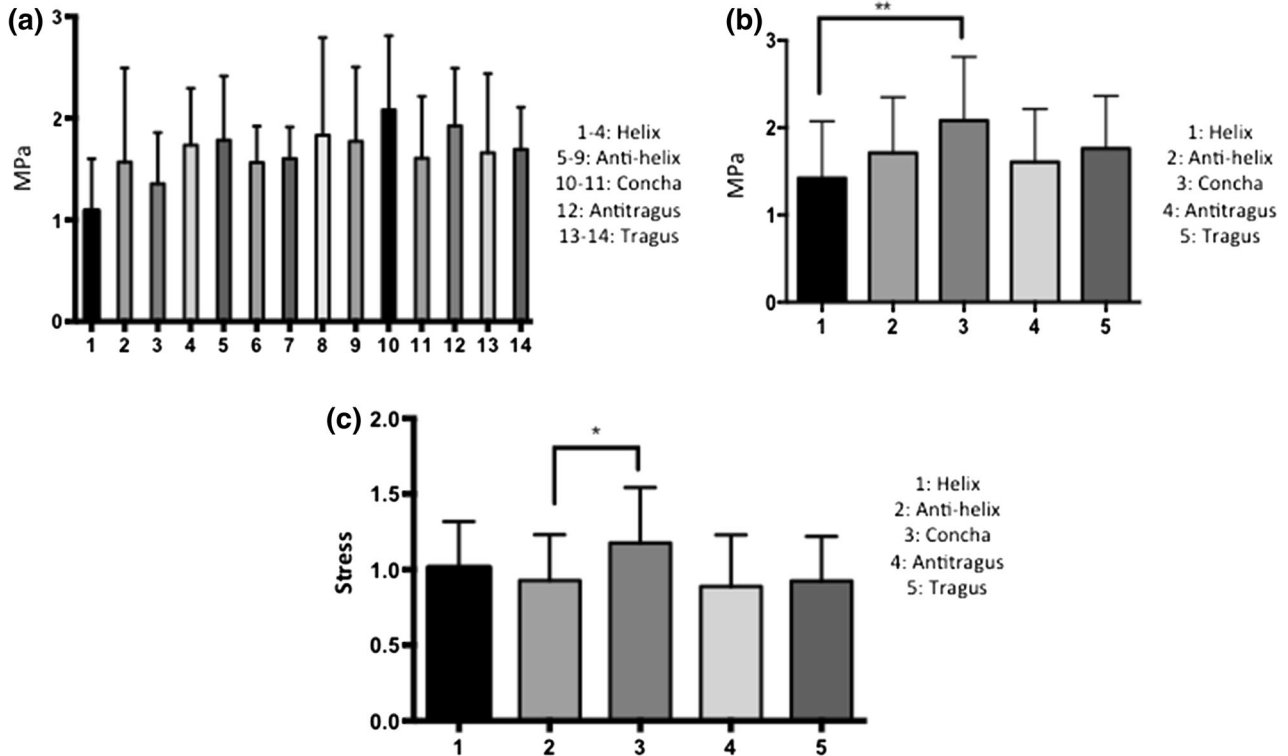 (a)
3
2
1
0
MPa
1 2 3 4 5 6 7 8 9 10 11 12 13 14
1-4: Helix
5-9: Anti-helix
10-11: Concha
12: Antitragus
13-14: Tragus
(b)
**
3
2
1
0
MPa
1 2 3 4 5
1: Helix
2: Anti-helix
3: Concha
4: Antitragus
5: Tragus
(c)
*
2.0
1.5
1.0
0.5
0.0
Stress
1 2 3 4 5
1: Helix
2: Anti-helix
3: Concha
4: Antitragus
5: Tragus